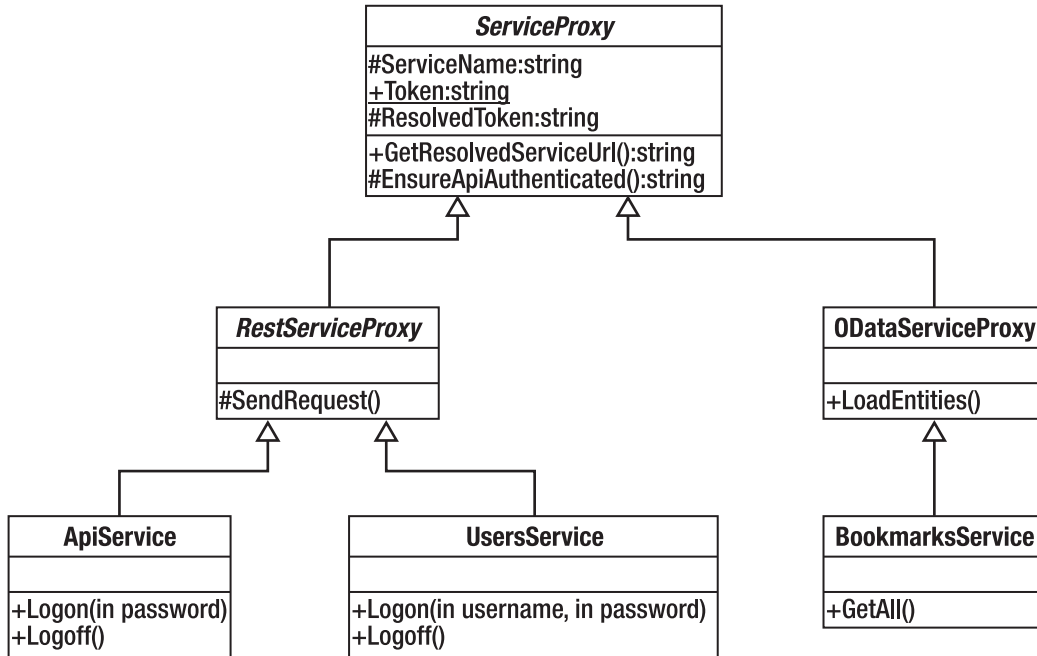 ServiceProxy
#ServiceName:string
+Token:string
#ResolvedToken:string
+GetResolvedServiceUrl():string
#EnsureApiAuthenticated():string
RestServiceProxy
#SendRequest()
ODataServiceProxy
+LoadEntities()
ApiService
+Logon(in password)
+Logoff()
UsersService
+Logon(in username, in password)
+Logoff()
BookmarksService
+GetAll()